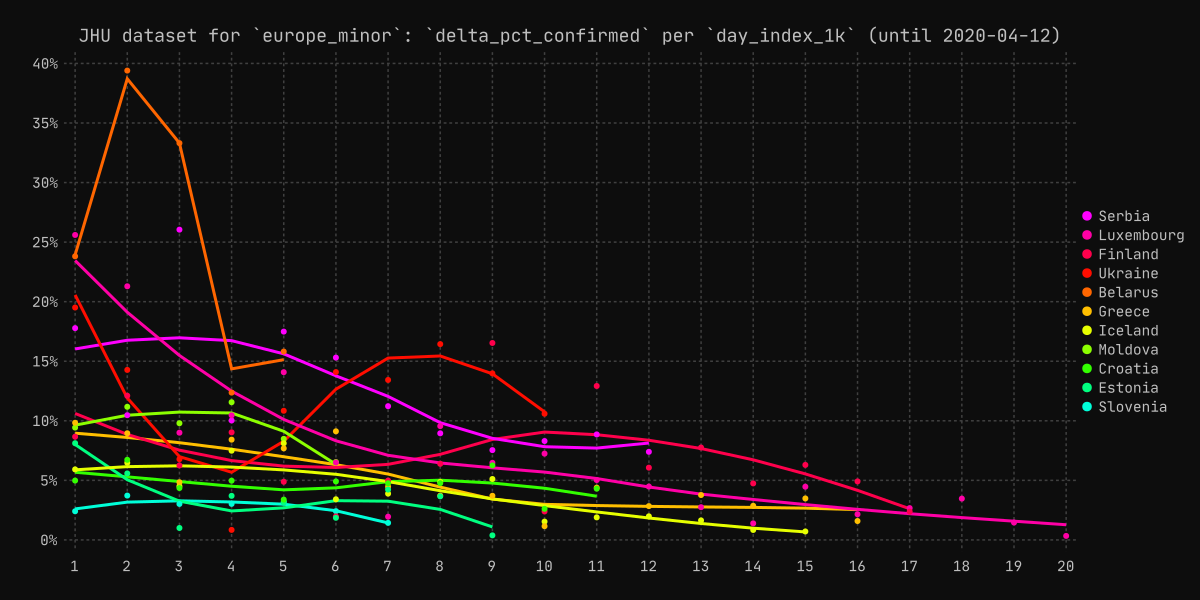 JHU dataset for `europe_minor`: `delta_pct_confirmed` per `day_index_1k` (until 2020-04-12)
40%
35%
30%
25%
20%
15%
10%
5%
0%
1 2 3 4 5 6 7 8 9 10 11 12 13 14 15 16 17 18 19 20
Serbia
Luxembourg
Finland
Ukraine
Belarus
Greece
Iceland
Moldova
Croatia
Estonia
Slovenia